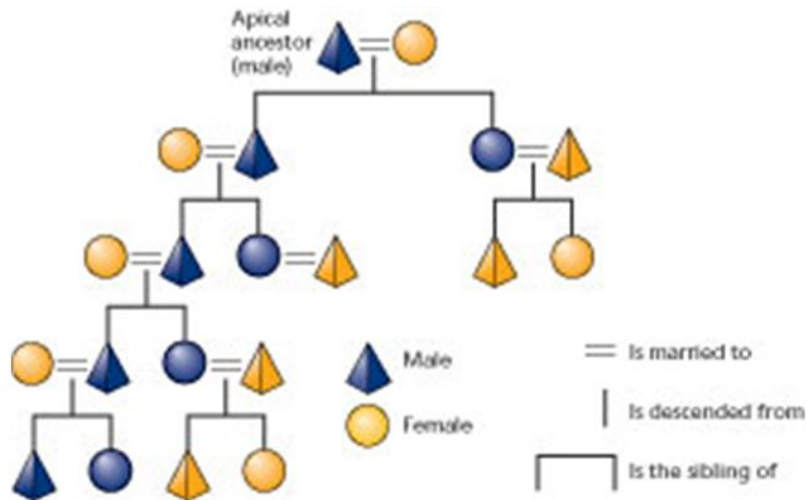 Apical
ancestor
(male)
Male
Female
Is married to
Is descended from
Is the sibling of